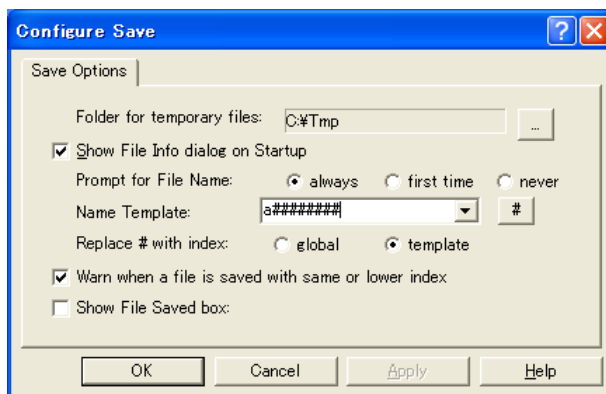 Configure Save
Save Options
Folder for temporary files: C:¥Tmp ...
Show File Info dialog on Startup
Prompt for File Name: always first time never
Name Template: a######## #
Replace # with index: global template
Warn when a file is saved with same or lower index
Show File Saved box:
OK Cancel Apply Help